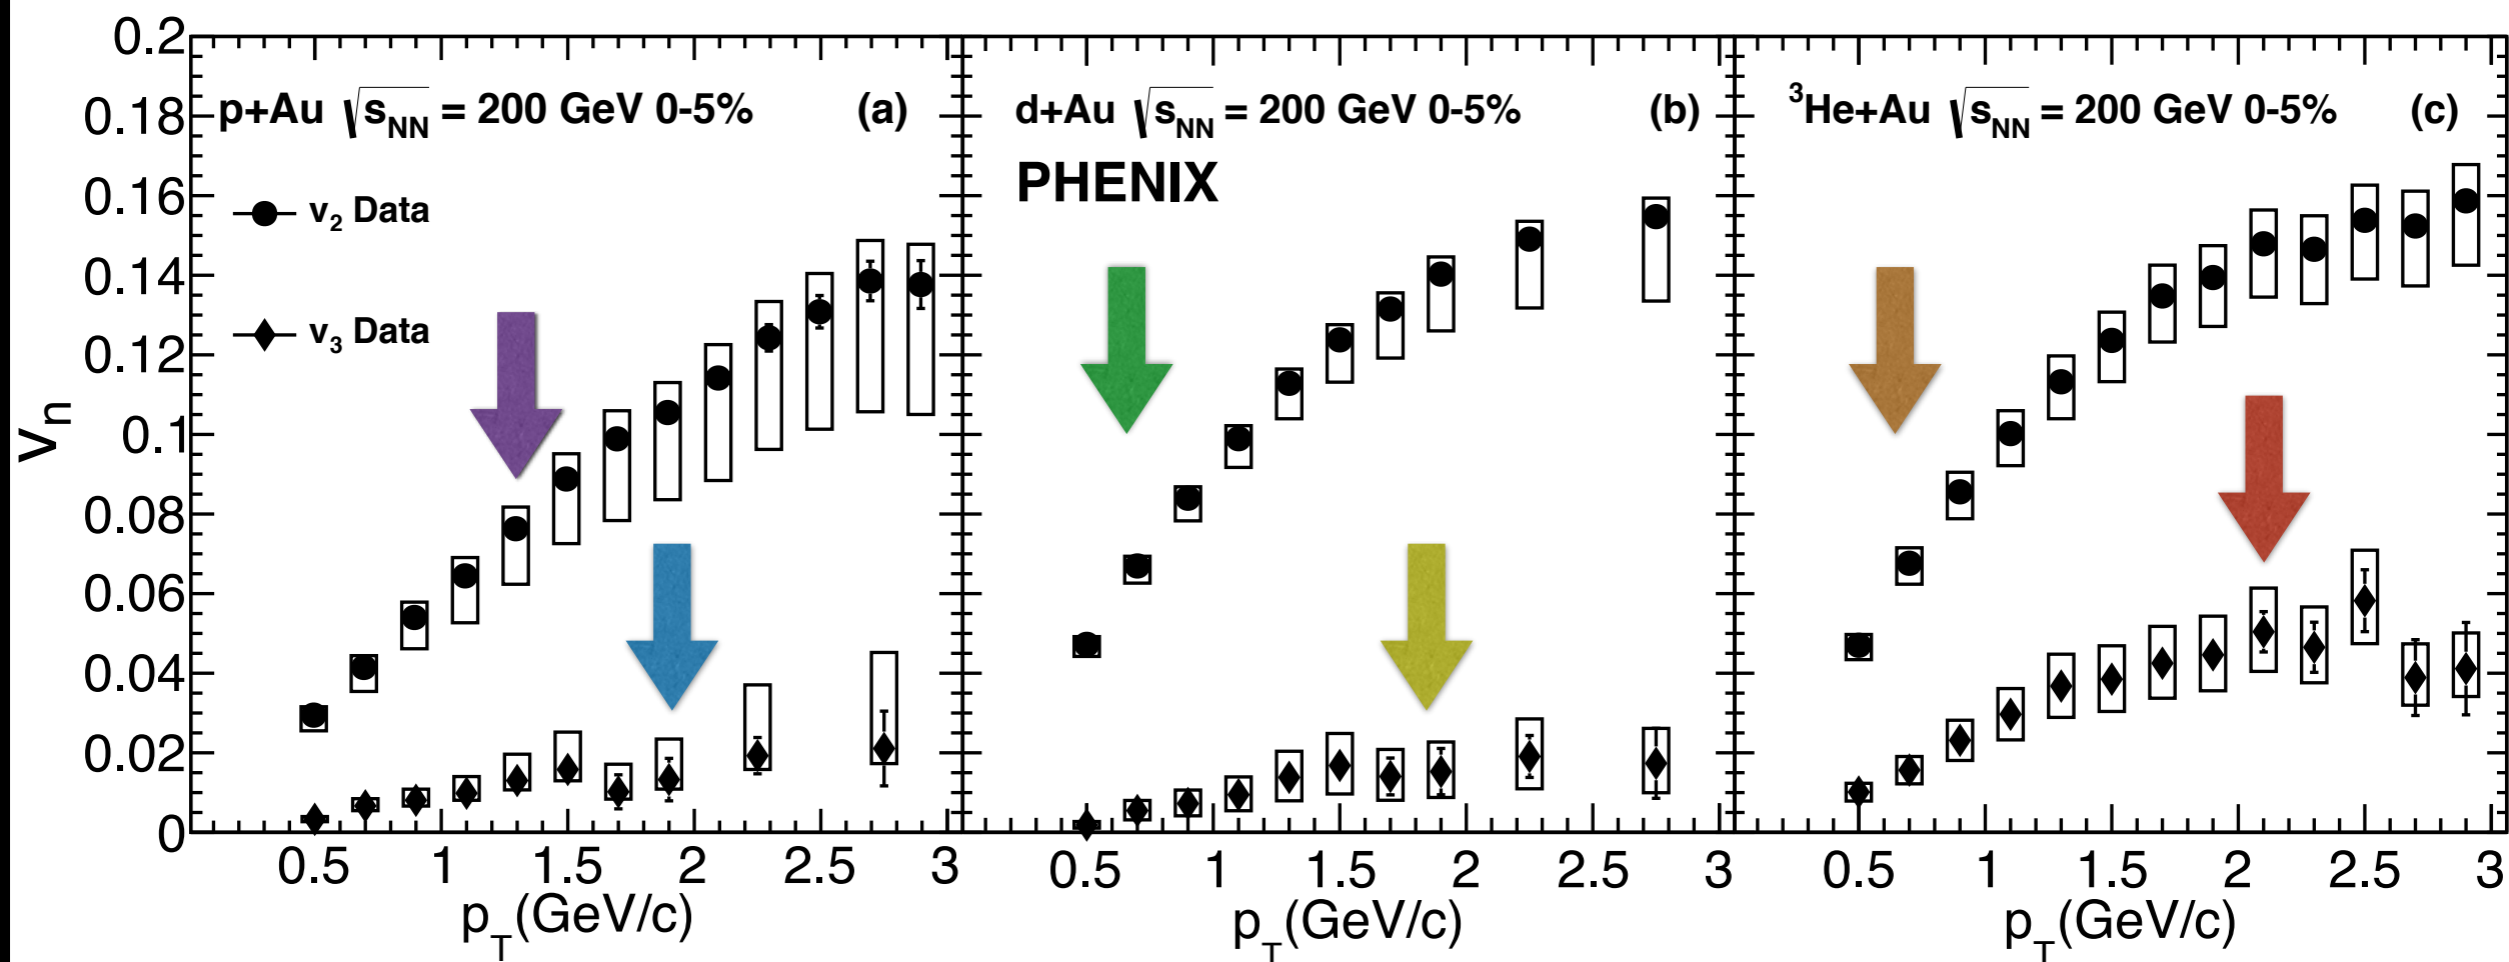 p+Au √sNN = 200 GeV 0-5% (a)
v2 Data
v3 Data
d+Au √sNN = 200 GeV 0-5% (b)
PHENIX
3He+Au √sNN = 200 GeV 0-5% (c)
vn
0.2
0.18
0.16
0.14
0.12
0.1
0.08
0.06
0.04
0.02
0
0.5 1 1.5 2 2.5 3
0.5 1 1.5 2 2.5 3
0.5 1 1.5 2 2.5 3
pT(GeV/c)
pT(GeV/c)
pT(GeV/c)